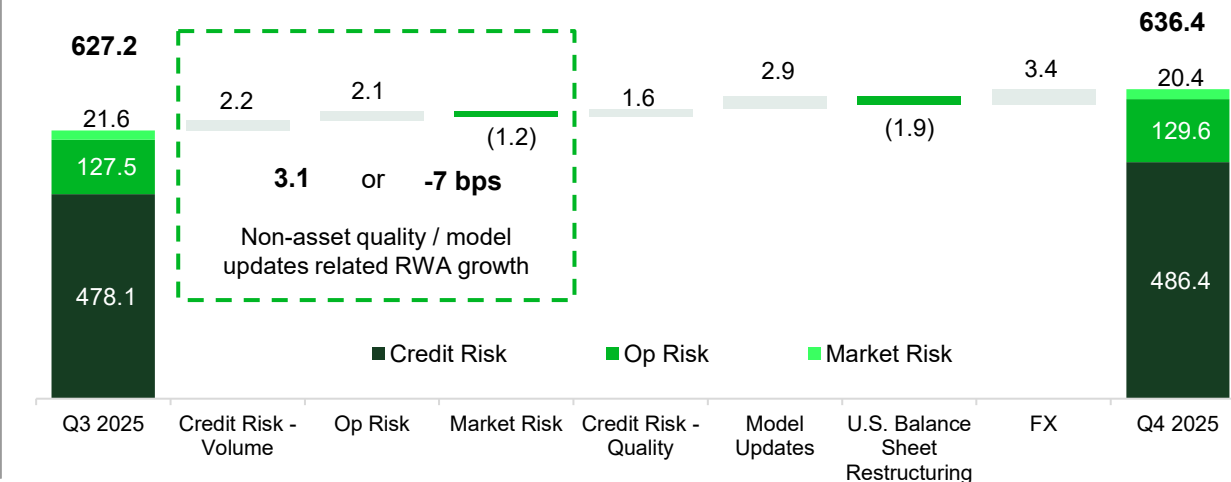 627.2
636.4
21.6
127.5
478.1
2.2
2.1
(1.2)
3.1 or -7 bps
Non-asset quality / model
updates related RWA growth
1.6
2.9
(1.9)
3.4
20.4
129.6
486.4
Credit Risk
Op Risk
Market Risk
Q3 2025
Credit Risk -
Volume
Op Risk
Market Risk
Credit Risk -
Quality
Model
Updates
U.S. Balance
Sheet
Restructuring
FX
Q4 2025